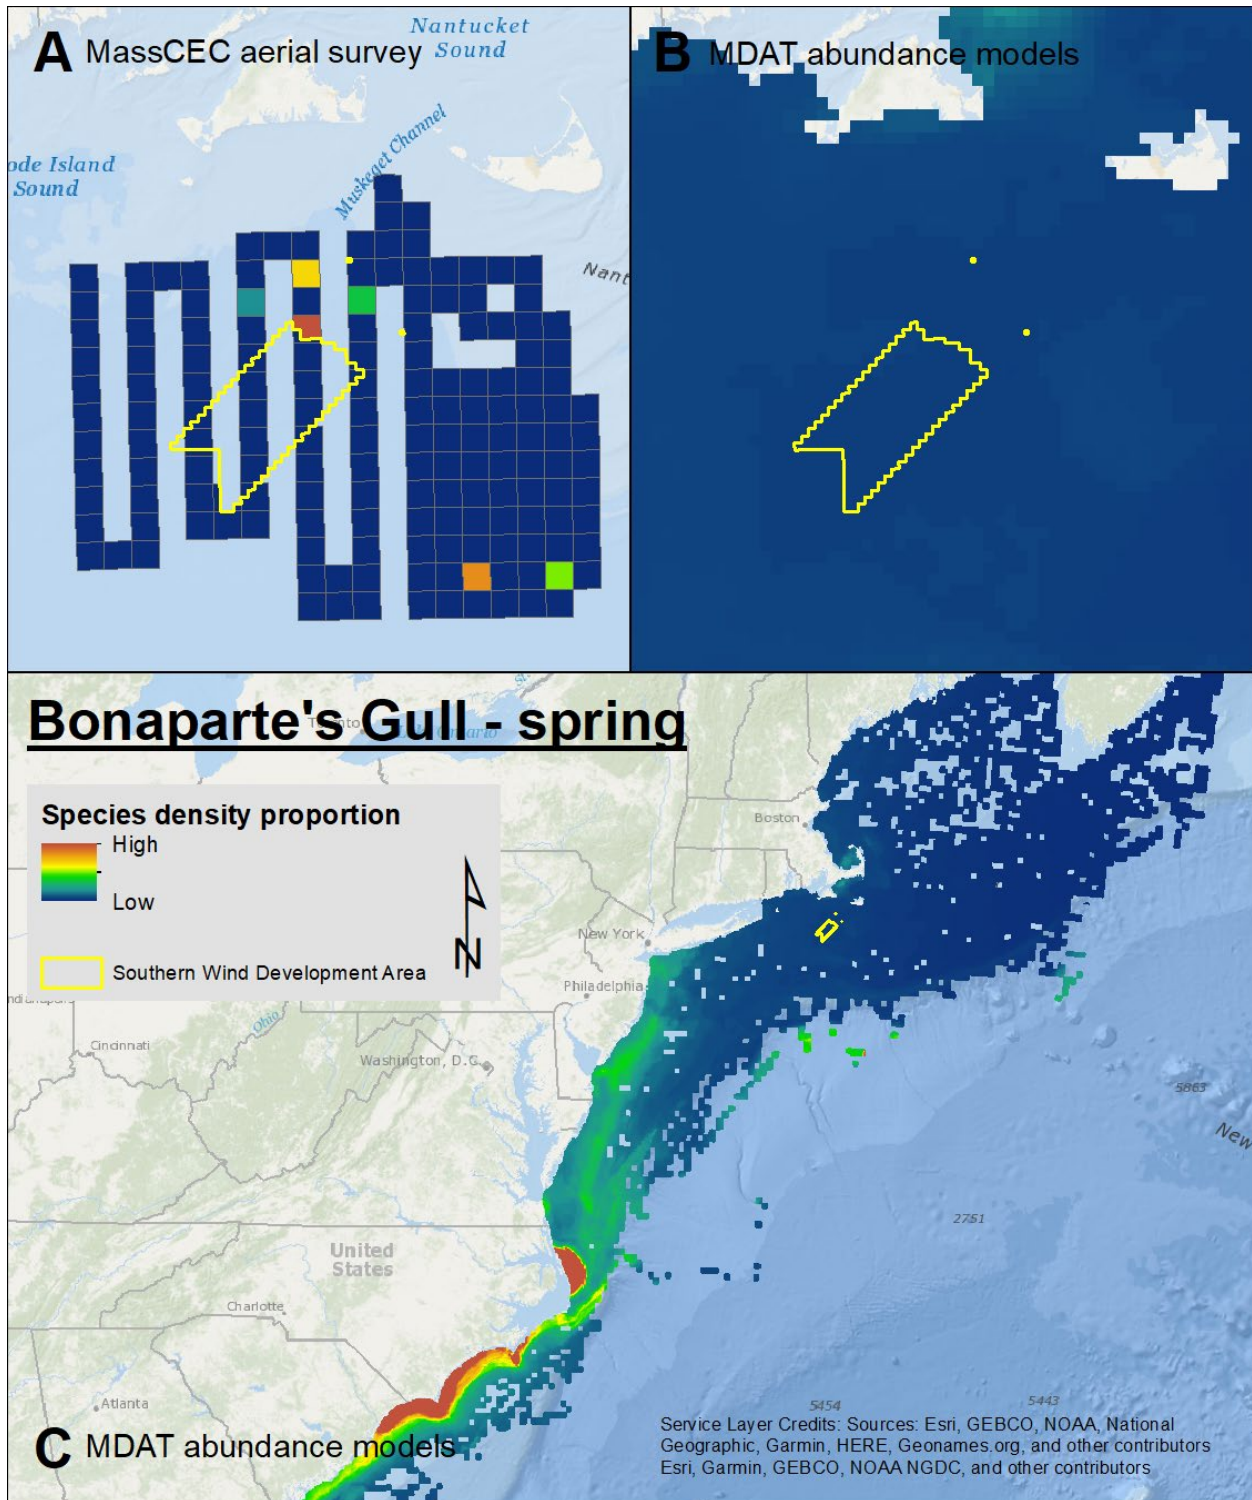 A MassCEC aerial survey
Nantucket
Sound
Muskeget Channel
ode Island
Sound
Nant
B MDAT abundance models
Bonaparte's Gull - spring
Species density proportion
High
Low
N
Southern Wind Development Area
Boston
New York
Philadelphia
Ohio
Cincinnati
Washington, D.C.
5863
New
2751
United
States
Charlotte
Atlanta
5454
5443
C MDAT abundance models
Service Layer Credits: Sources: Esri, GEBCO, NOAA, National
Geographic, Garmin, HERE, Geonames.org, and other contributors
Esri, Garmin, GEBCO, NOAA NGDC, and other contributors